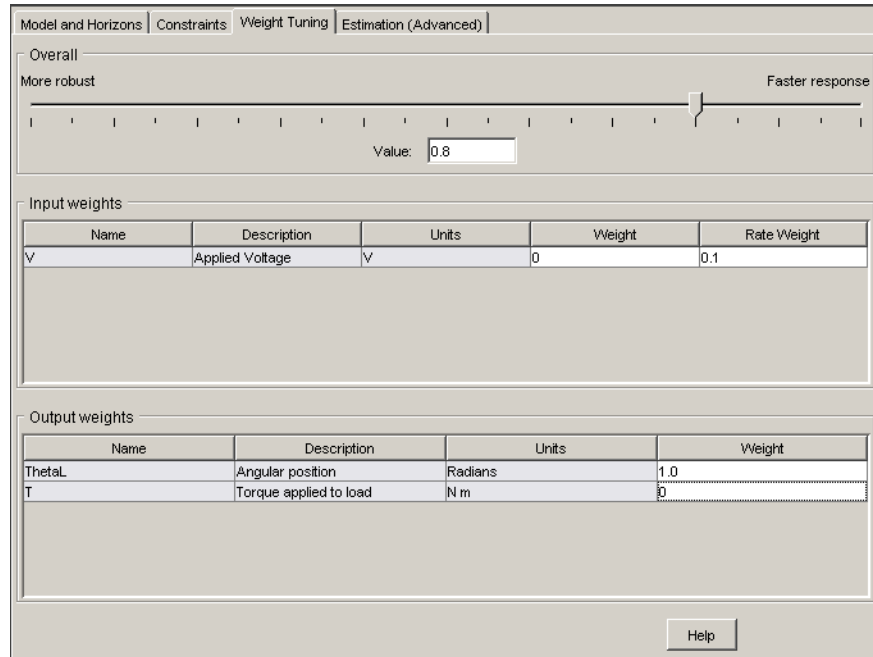 Model and Horizons Constraints Weight Tuning Estimation (Advanced)
Overall
More robust Faster response
Value: 0.8
Input weights
Name Description Units Weight Rate Weight
V Applied Voltage V 0 0.1
Output weights
Name Description Units Weight
ThetaL Angular position Radians 1.0
T Torque applied to load N m 0
Help